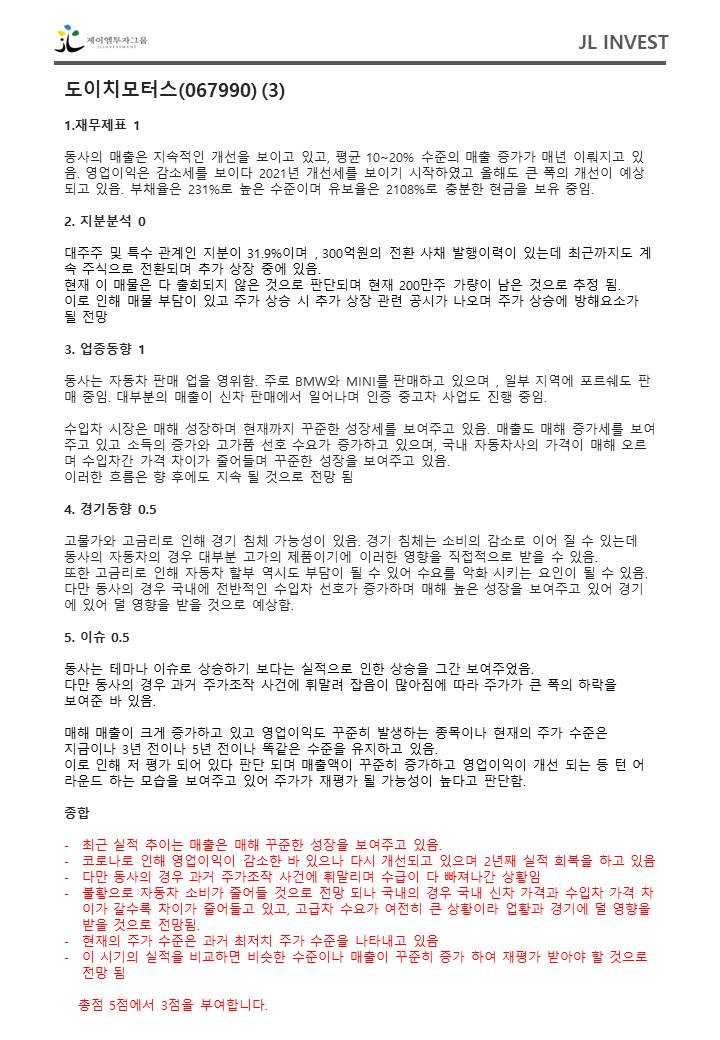 제이엘투자그룹
JLINVESTMENT
JL INVEST
도이치모터스(067990) (3)
1.재무제표 1
동사의 매출은 지속적인 개선을 보이고 있고, 평균 10~20% 수준의 매출 증가가 매년 이뤄지고 있
음. 영업이익은 감소세를 보이다 2021년 개선세를 보이기 시작하였고 올해도 큰 폭의 개선이 예상
되고 있음. 부채율은 231%로 높은 수준이며 유보율은 2108%로 충분한 현금을 보유 중임.
2. 지분분석 0
대주주 및 특수 관계인 지분이 31.9%이며 , 300억원의 전환 사채 발행이력이 있는데 최근까지도 계
속 주식으로 전환되며 추가 상장 중에 있음.
현재 이 매물은 다 출회되지 않은 것으로 판단되며 현재 200만주 가량이 남은 것으로 추정 됨.
이로 인해 매물 부담이 있고 주가 상승 시 추가 상장 관련 공시가 나오며 주가 상승에 방해요소가
될 전망
3. 업종동향 1
동사는 자동차 판매 업을 영위함. 주로 BMW와 MINI를 판매하고 있으며 , 일부 지역에 포르쉐도 판
매 중임. 대부분의 매출이 신차 판매에서 일어나며 인증 중고차 사업도 진행 중임.
수입차 시장은 매해 성장하며 현재까지 꾸준한 성장세를 보여주고 있음. 매출도 매해 증가세를 보여
주고 있고 소득의 증가와 고가품 선호 수요가 증가하고 있으며, 국내 자동차사의 가격이 매해 오르
며 수입차간 가격 차이가 줄어들며 꾸준한 성장을 보여주고 있음.
이러한 흐름은 향 후에도 지속 될 것으로 전망 됨
4. 경기동향 0.5
고물가와 고금리로 인해 경기 침체 가능성이 있음. 경기 침체는 소비의 감소로 이어 질 수 있는데
동사의 자동차의 경우 대부분 고가의 제품이기에 이러한 영향을 직접적으로 받을 수 있음.
또한 고금리로 인해 자동차 할부 역시도 부담이 될 수 있어 수요를 악화 시키는 요인이 될 수 있음.
다만 동사의 경우 국내에 전반적인 수입차 선호가 증가하며 매해 높은 성장을 보여주고 있어 경기
에 있어 덜 영향을 받을 것으로 예상함.
5. 이슈 0.5
동사는 테마나 이슈로 상승하기 보다는 실적으로 인한 상승을 그간 보여주었음.
다만 동사의 경우 과거 주가조작 사건에 휘말려 잡음이 많아짐에 따라 주가가 큰 폭의 하락을
보여준 바 있음.
매해 매출이 크게 증가하고 있고 영업이익도 꾸준히 발생하는 종목이나 현재의 주가 수준은
지금이나 3년 전이나 5년 전이나 똑같은 수준을 유지하고 있음.
이로 인해 저 평가 되어 있다 판단 되며 매출액이 꾸준히 증가하고 영업이익이 개선 되는 등 턴 어
라운드 하는 모습을 보여주고 있어 주가가 재평가 될 가능성이 높다고 판단함.
종합
- 최근 실적 추이는 매출은 매해 꾸준한 성장을 보여주고 있음.
- 코로나로 인해 영업이익이 감소한 바 있으나 다시 개선되고 있으며 2년째 실적 회복을 하고 있음
- 다만 동사의 경우 과거 주가조작 사건에 휘말리며 수급이 다 빠져나간 상황임
- 불황으로 자동차 소비가 줄어들 것으로 전망 되나 국내의 경우 국내 신차 가격과 수입차 가격 차
이가 갈수록 차이가 줄어들고 있고, 고급차 수요가 여전히 큰 상황이라 업황과 경기에 덜 영향을
받을 것으로 전망됨.
- 현재의 주가 수준은 과거 최저치 주가 수준을 나타내고 있음
- 이 시기의 실적을 비교하면 비슷한 수준이나 매출이 꾸준히 증가 하여 재평가 받아야 할 것으로
전망 됨
총점 5점에서 3점을 부여합니다.